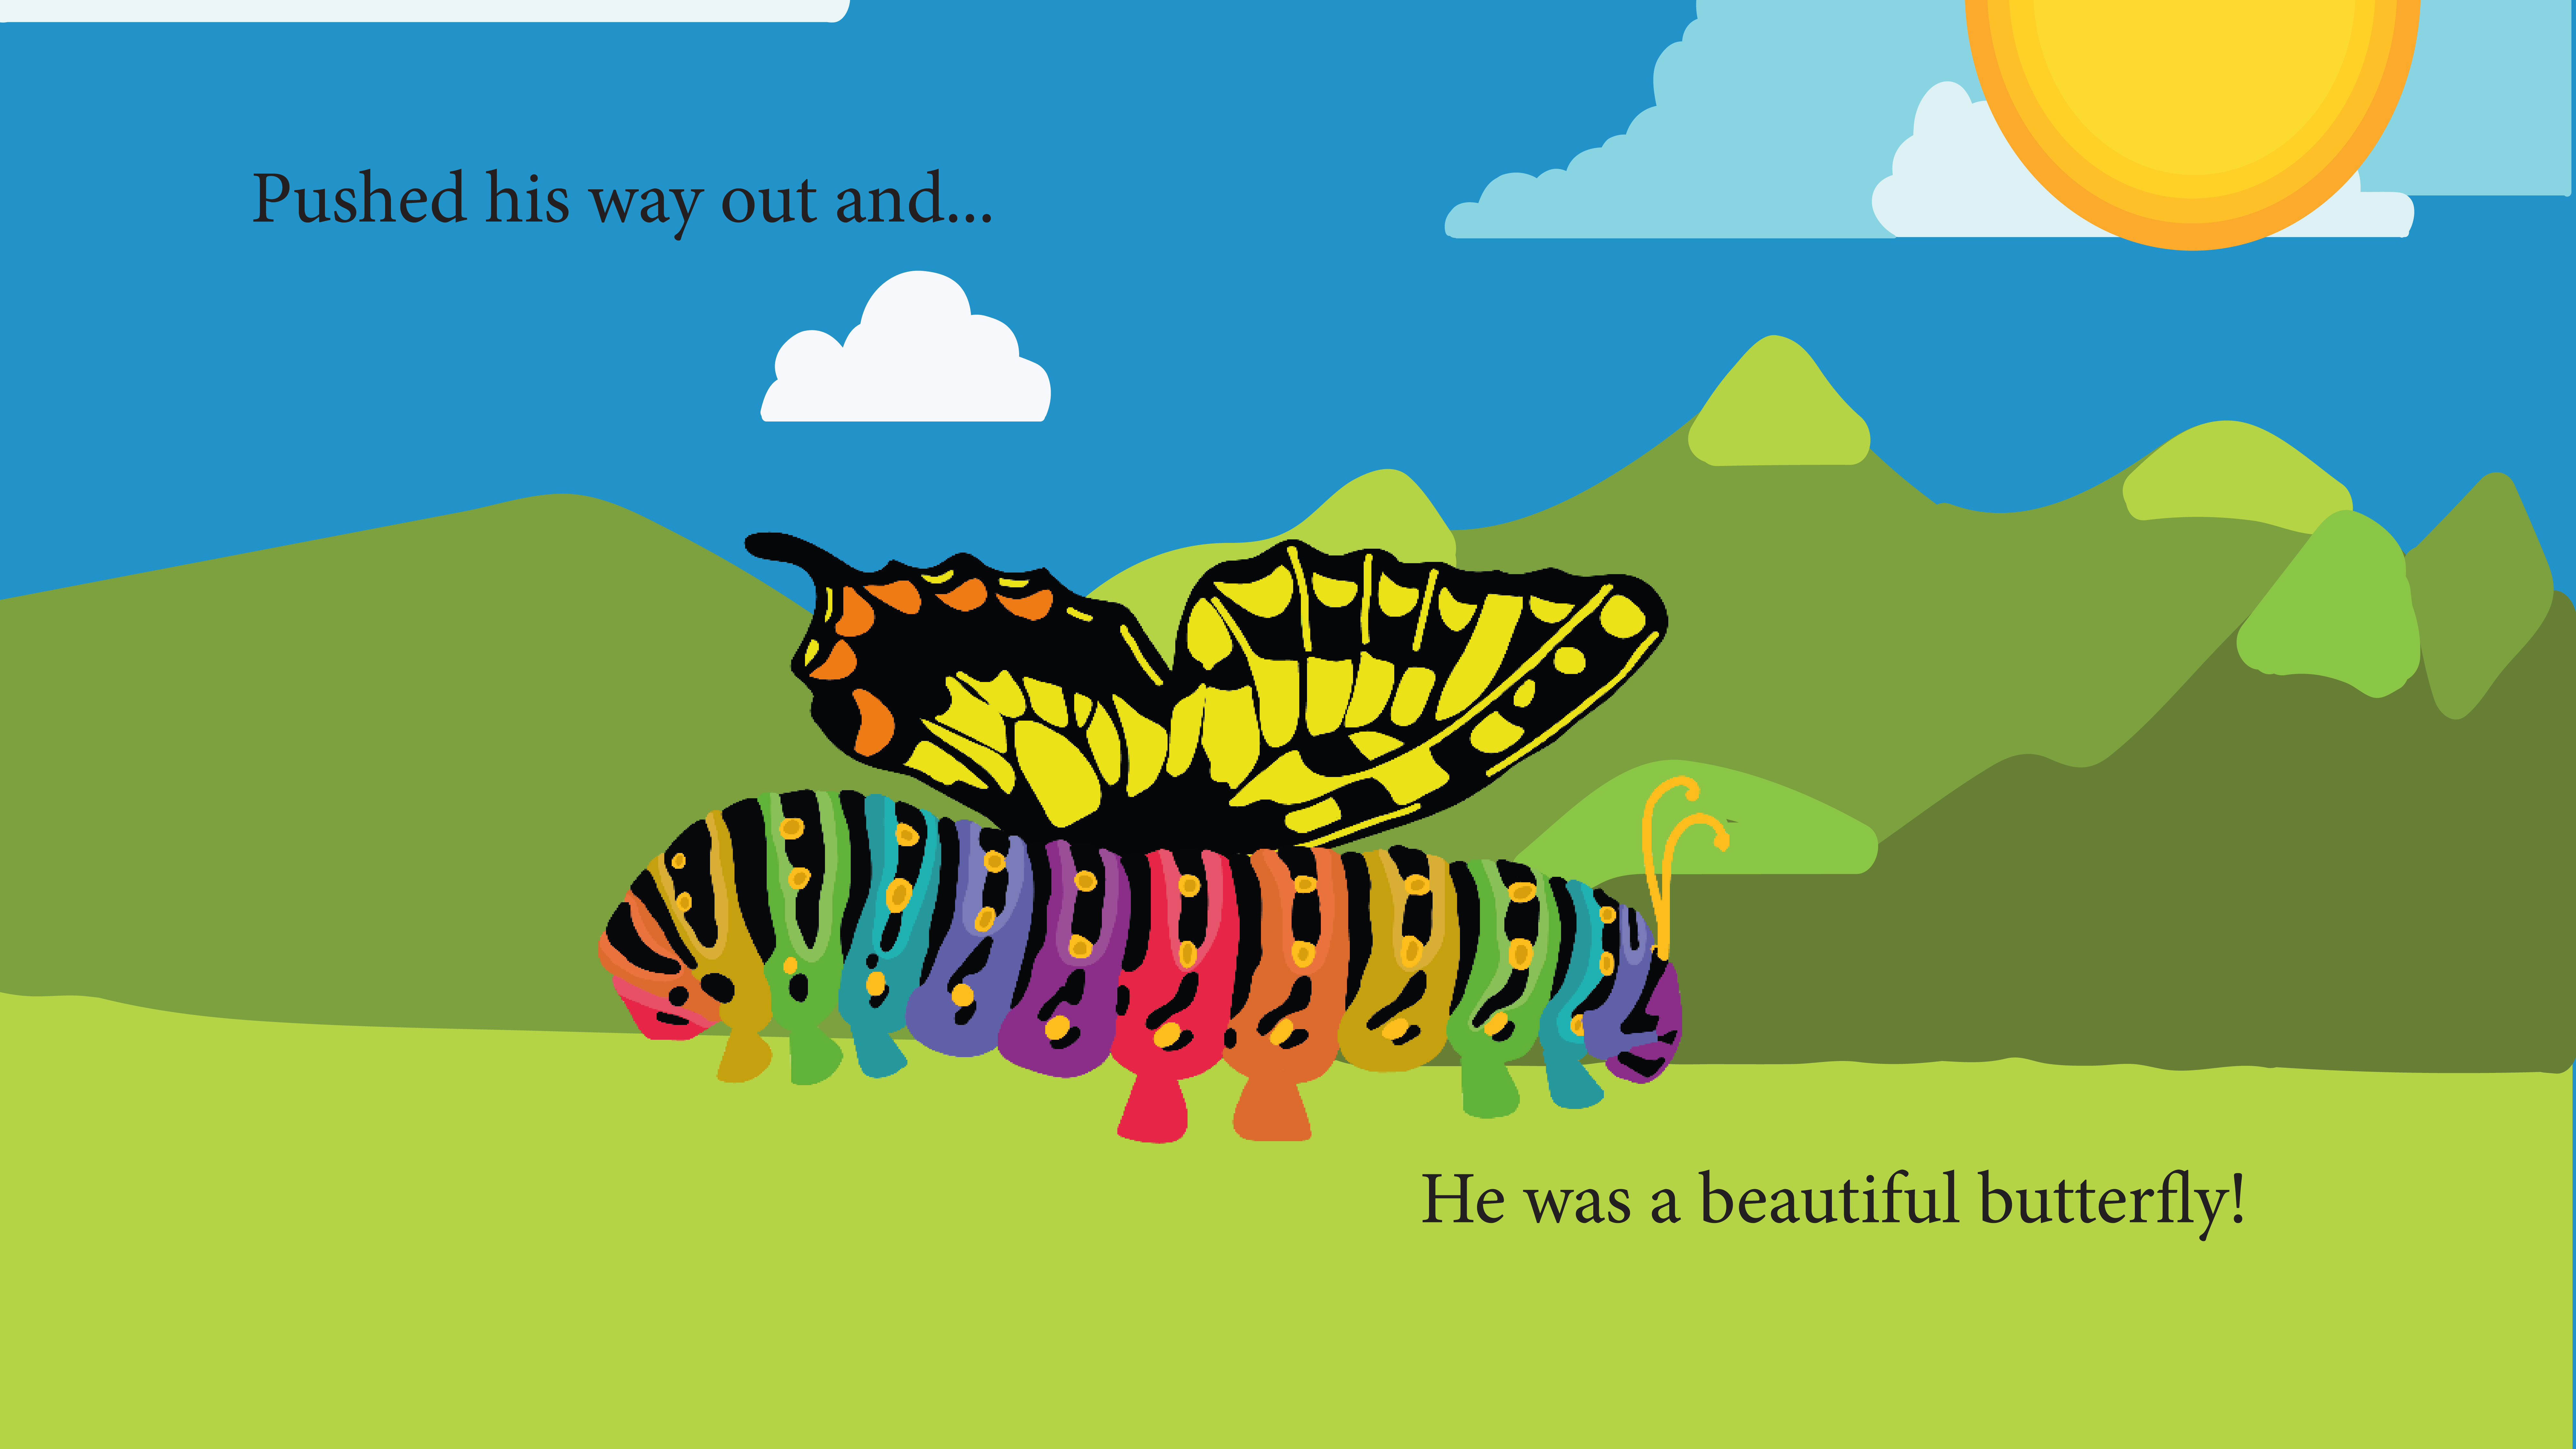 Pushed his way out and...
He was a beautiful butterfly!